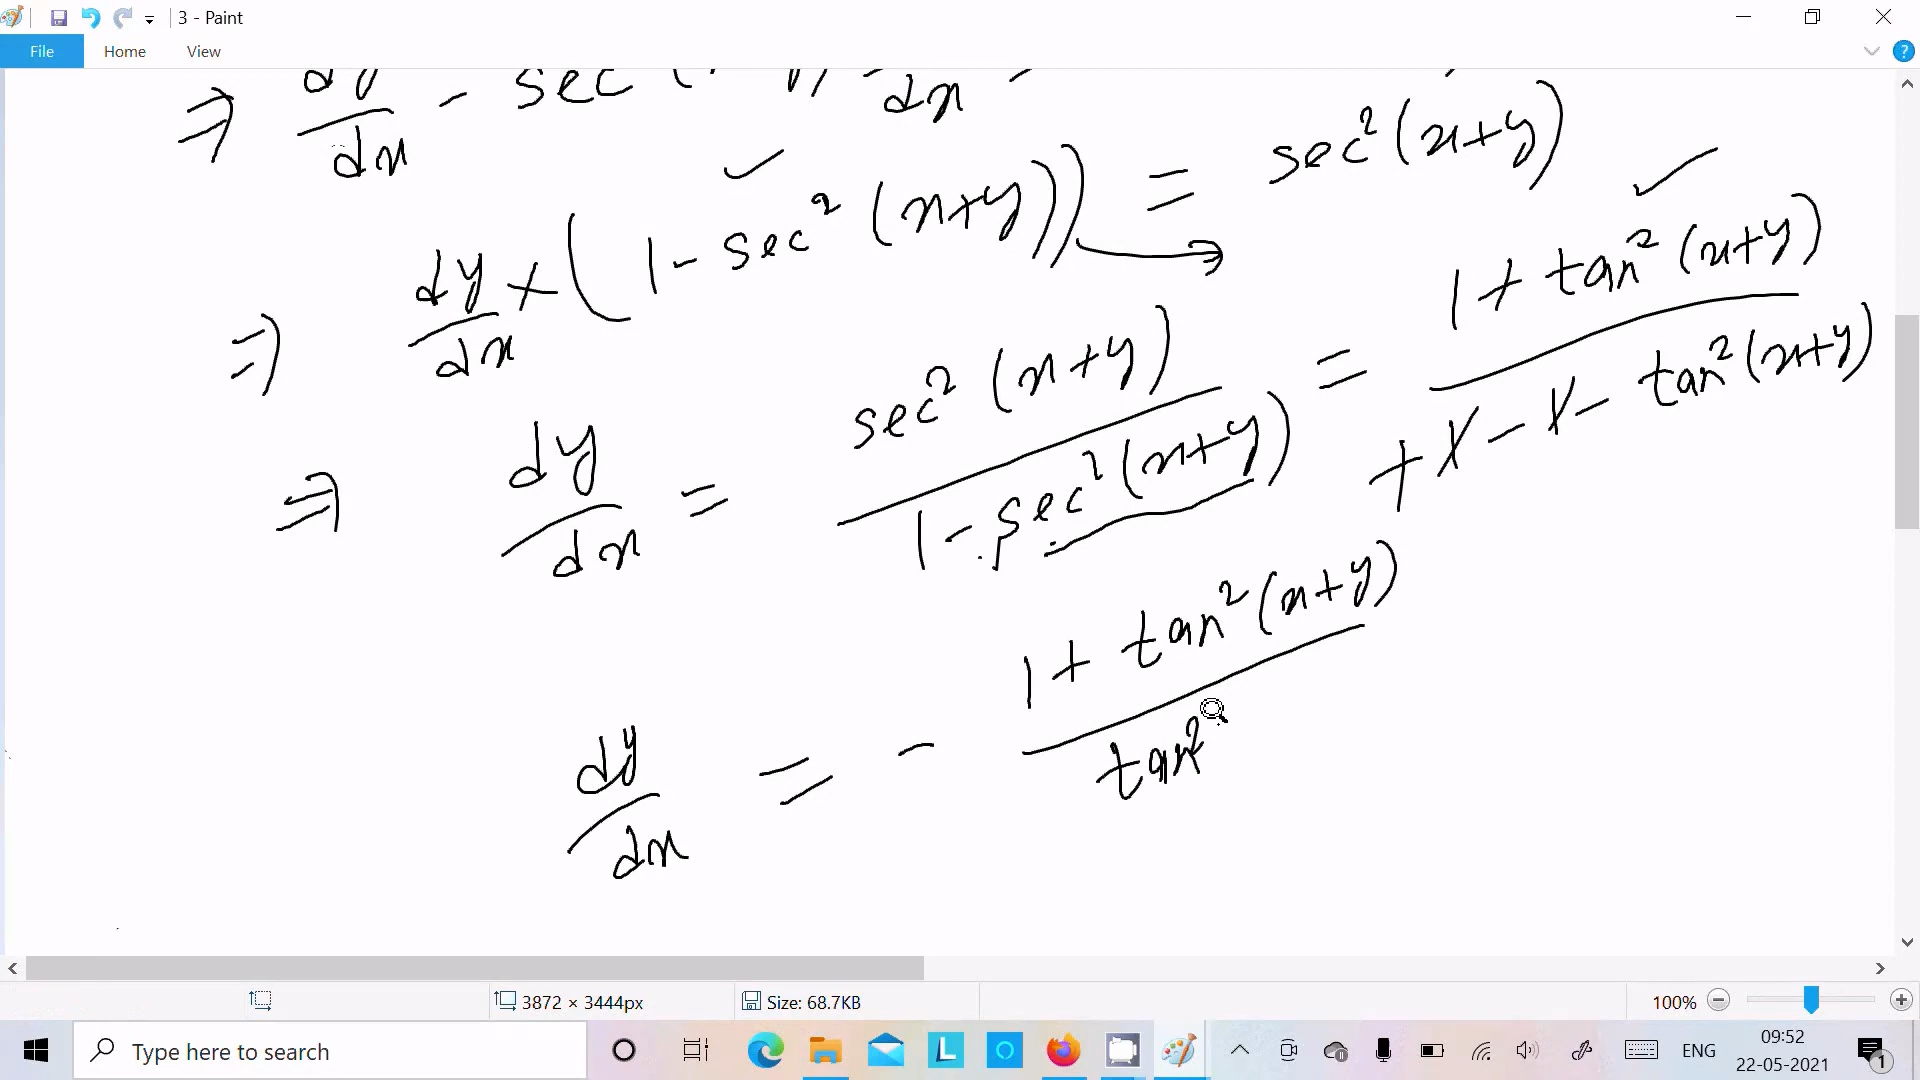 3 - Paint
File Home View
⇒ dy/dx - sec
dx
⇒ dy/dx × (1 - sec² (x+y)) = sec² (x+y)
⇒ dy/dx = sec² (x+y) / 1 - sec² (x+y) = 1 + tan² (x+y) / + 1 - 1 - tan² (x+y)
dy/dx = - 1 + tan² (x+y) / tan²
3872 × 3444px Size: 68.7KB 100%
Type here to search
L
ENG
09:52
22-05-2021
1